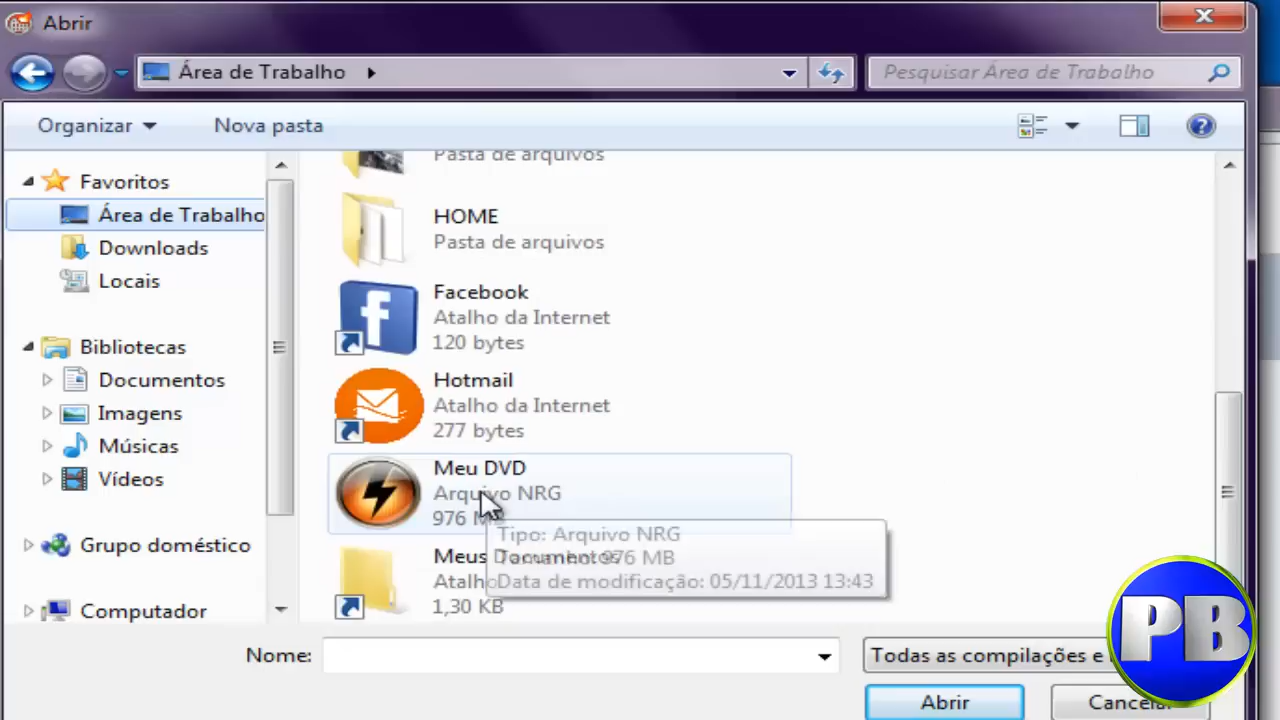 Abrir
Área de Trabalho
Pesquisar Área de Trabalho
Organizar
Nova pasta
Favoritos
Área de Trabalho
Downloads
Locais
Bibliotecas
Documentos
Imagens
Músicas
Vídeos
Grupo doméstico
Computador
Pasta de arquivos
HOME
Pasta de arquivos
Facebook
Atalho da Internet
120 bytes
Hotmail
Atalho da Internet
277 bytes
Meu DVD
Arquivo NRG
976 MB
Tipo: Arquivo NRG
Tamanho: 976 MB
Data de modificação: 05/11/2013 13:43
Meus Documentos
Atalho
1,30 KB
Nome:
Todas as compilações e
Abrir
Cancelar
PB